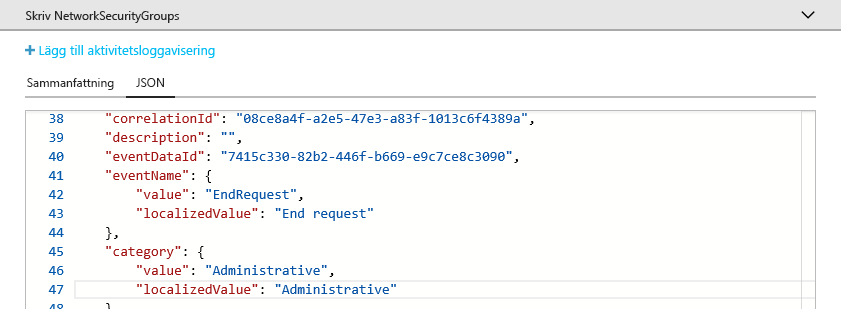 Skriv NetworkSecurityGroups
+ Lägg till aktivitetsloggavisering
Sammanfattning JSON
38 "correlationId": "08ce8a4f-a2e5-47e3-a83f-1013c6f4389a",
39 "description": "",
40 "eventDataId": "7415c330-82b2-446f-b669-e9c7ce8c3090",
41 "eventName": {
42 "value": "EndRequest",
43 "localizedValue": "End request"
44 },
45 "category": {
46 "value": "Administrative",
47 "localizedValue": "Administrative"
48 }